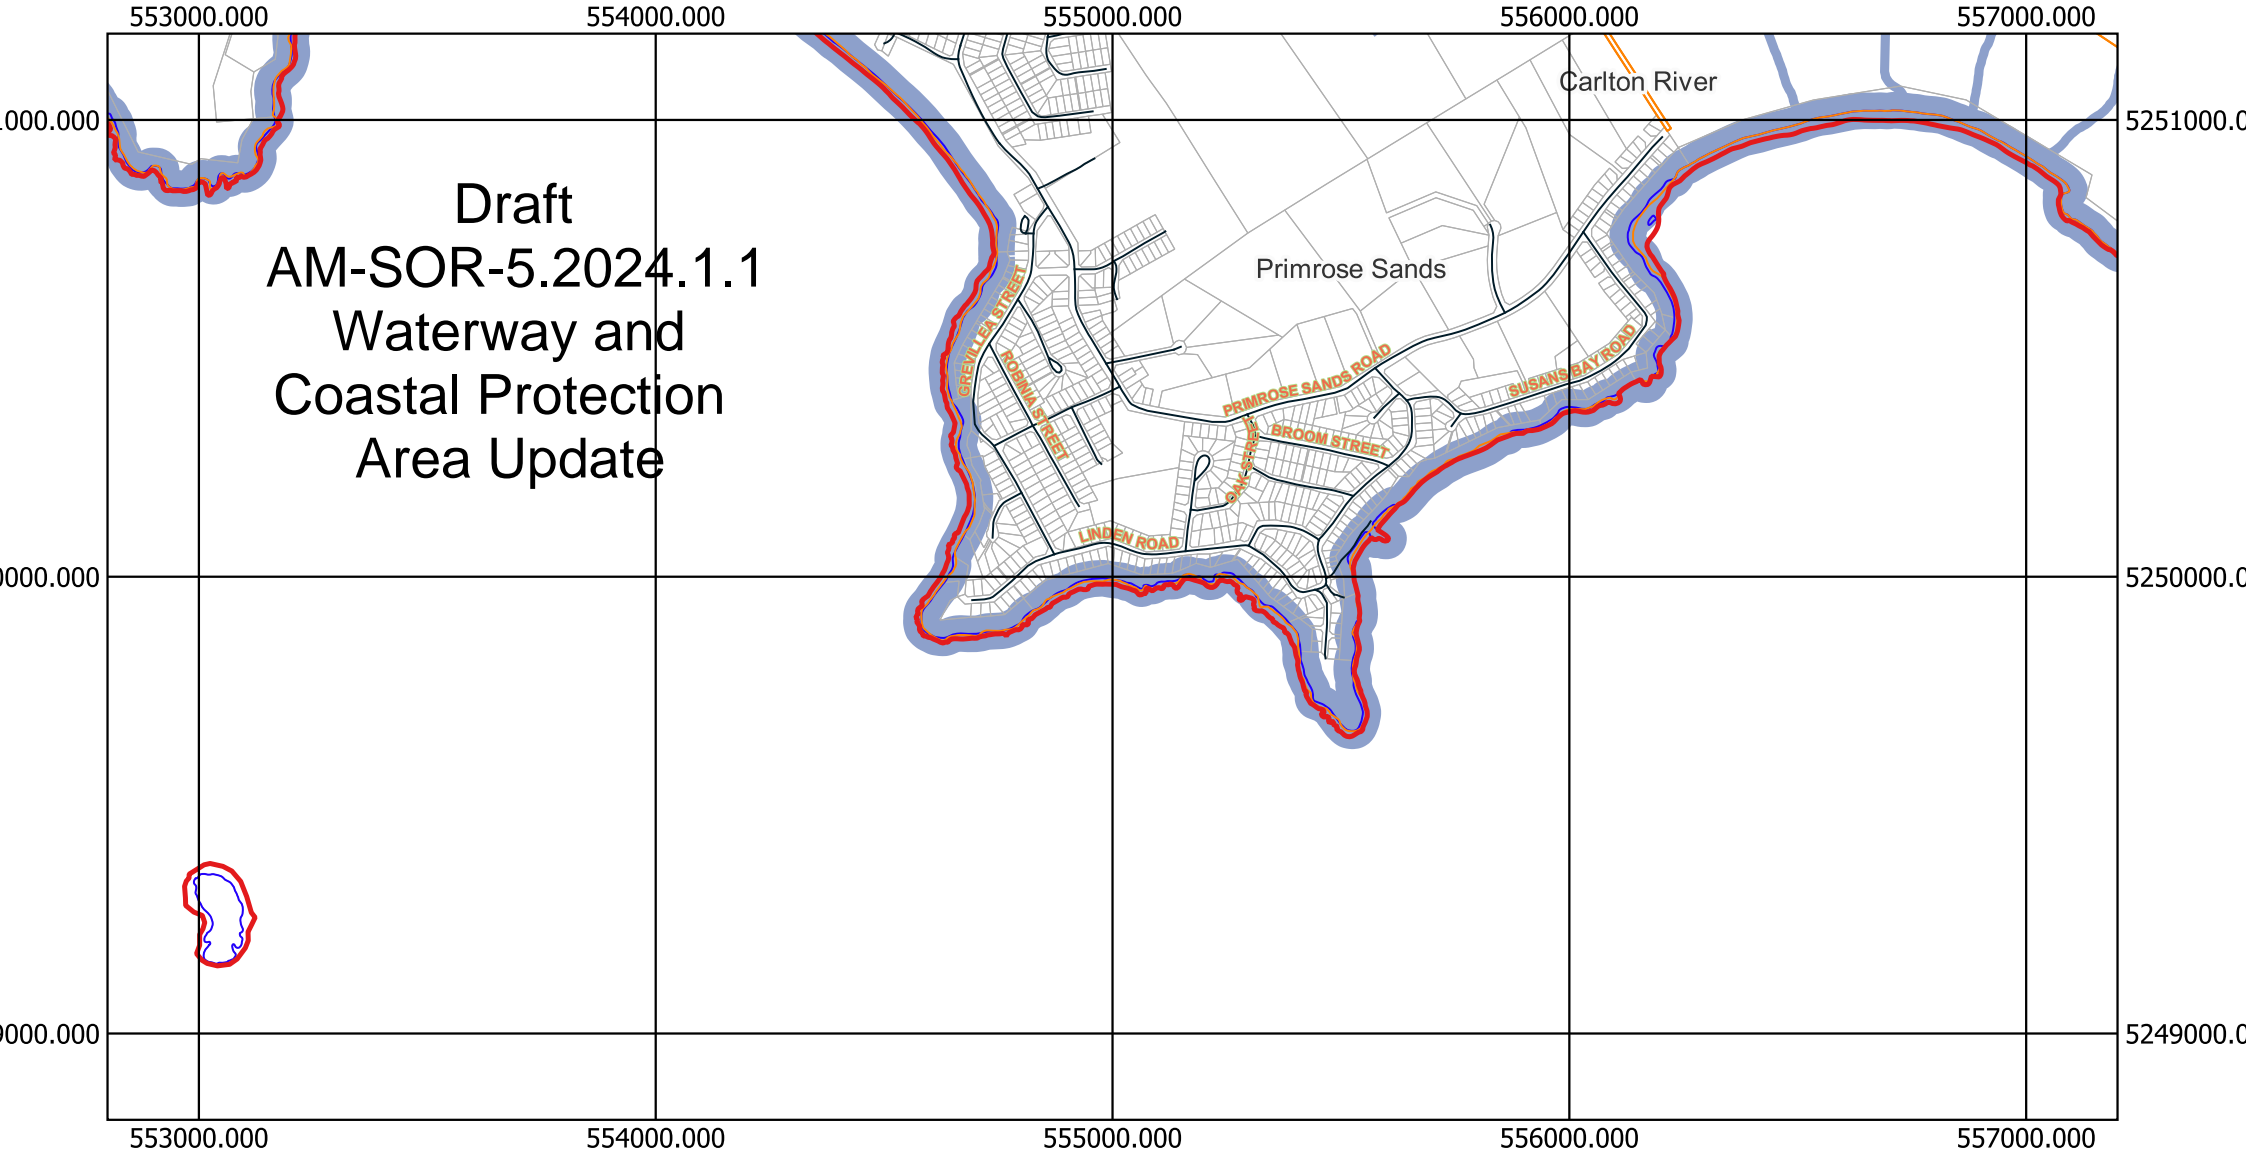 553000.000 554000.000 555000.000 556000.000 557000.000
Carlton River
000.000 5251000.0
Draft
AM-SOR-5.2024.1.1
Waterway and
Coastal Protection
Area Update
Primrose Sands
GREVILLEA STREET
ROBINIA STREET
PRIMROSE SANDS ROAD
SUSANS BAY ROAD
BROOM STREET
OAK STREET
LINDEN ROAD
0000.000 5250000.0
9000.000 5249000.0
553000.000 554000.000 555000.000 556000.000 557000.000